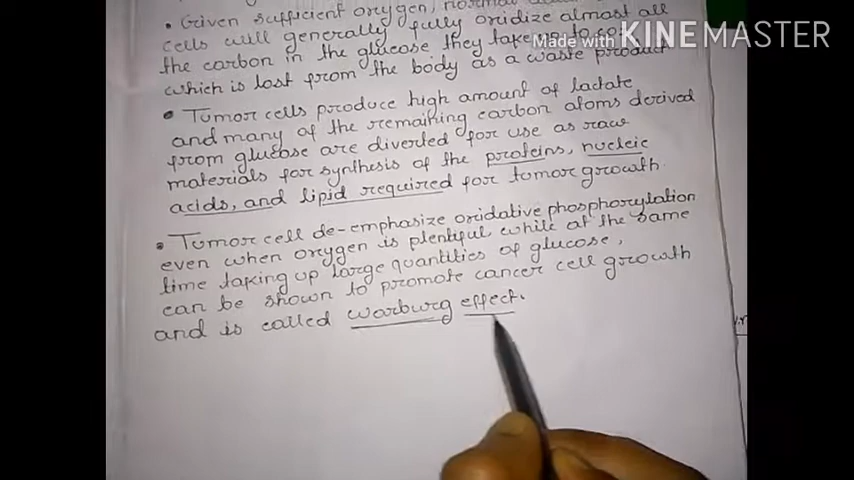 • Given sufficient oxygen, normal
cells will generally fully oxidize almost all
the carbon in the glucose they take up to
which is lost from the body as a waste product
Made with KINEMASTER
• Tumor cells produce high amount of lactate
and many of the remaining carbon atoms derived
from glucose are diverted for use as raw
materials for synthesis of the proteins, nucleic
acids, and lipid required for tumor growth.
• Tumor cell de-emphasize oxidative phosphorylation
even when oxygen is plentiful while at the same
time taking up large quantities of glucose,
can be shown to promote cancer cell growth
and is called warburg effect.